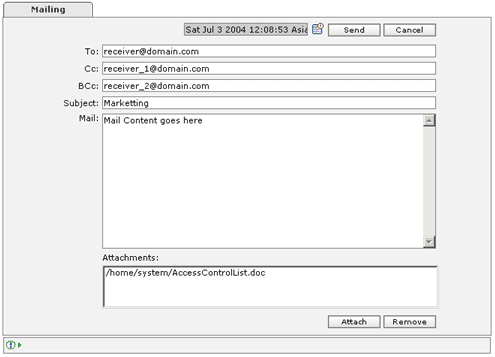 Mailing
Sat Jul 3 2004 12:08:53 Asia
Send
Cancel
To: receiver@domain.com
Cc: receiver_1@domain.com
BCc: receiver_2@domain.com
Subject: Marketting
Mail: Mail Content goes here
Attachments:
/home/system/AccessControlList.doc
Attach
Remove